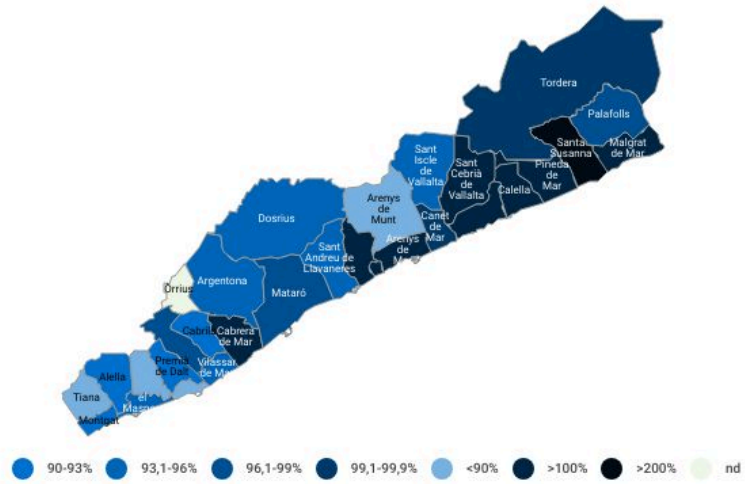 Tordera
Palafolls
Santa
Susanna
Malgrat
de Mar
Pineda
de
Mar
Calella
Sant
Cebrià
de
Vallalta
Sant
Iscle
de
Vallalta
Arenys
de
Munt
Canet
de
Mar
Arenys
de
Dosrius
Sant
Andreu de
Llavaneres
Argentona
Mataró
Òrrius
Cabrils
Cabrera
de Mar
Vilassar
de Mar
Premià
de Dalt
Alella
Tiana
el
Montgat
90-93%
93,1-96%
96,1-99%
99,1-99,9%
<90%
>100%
>200%
nd